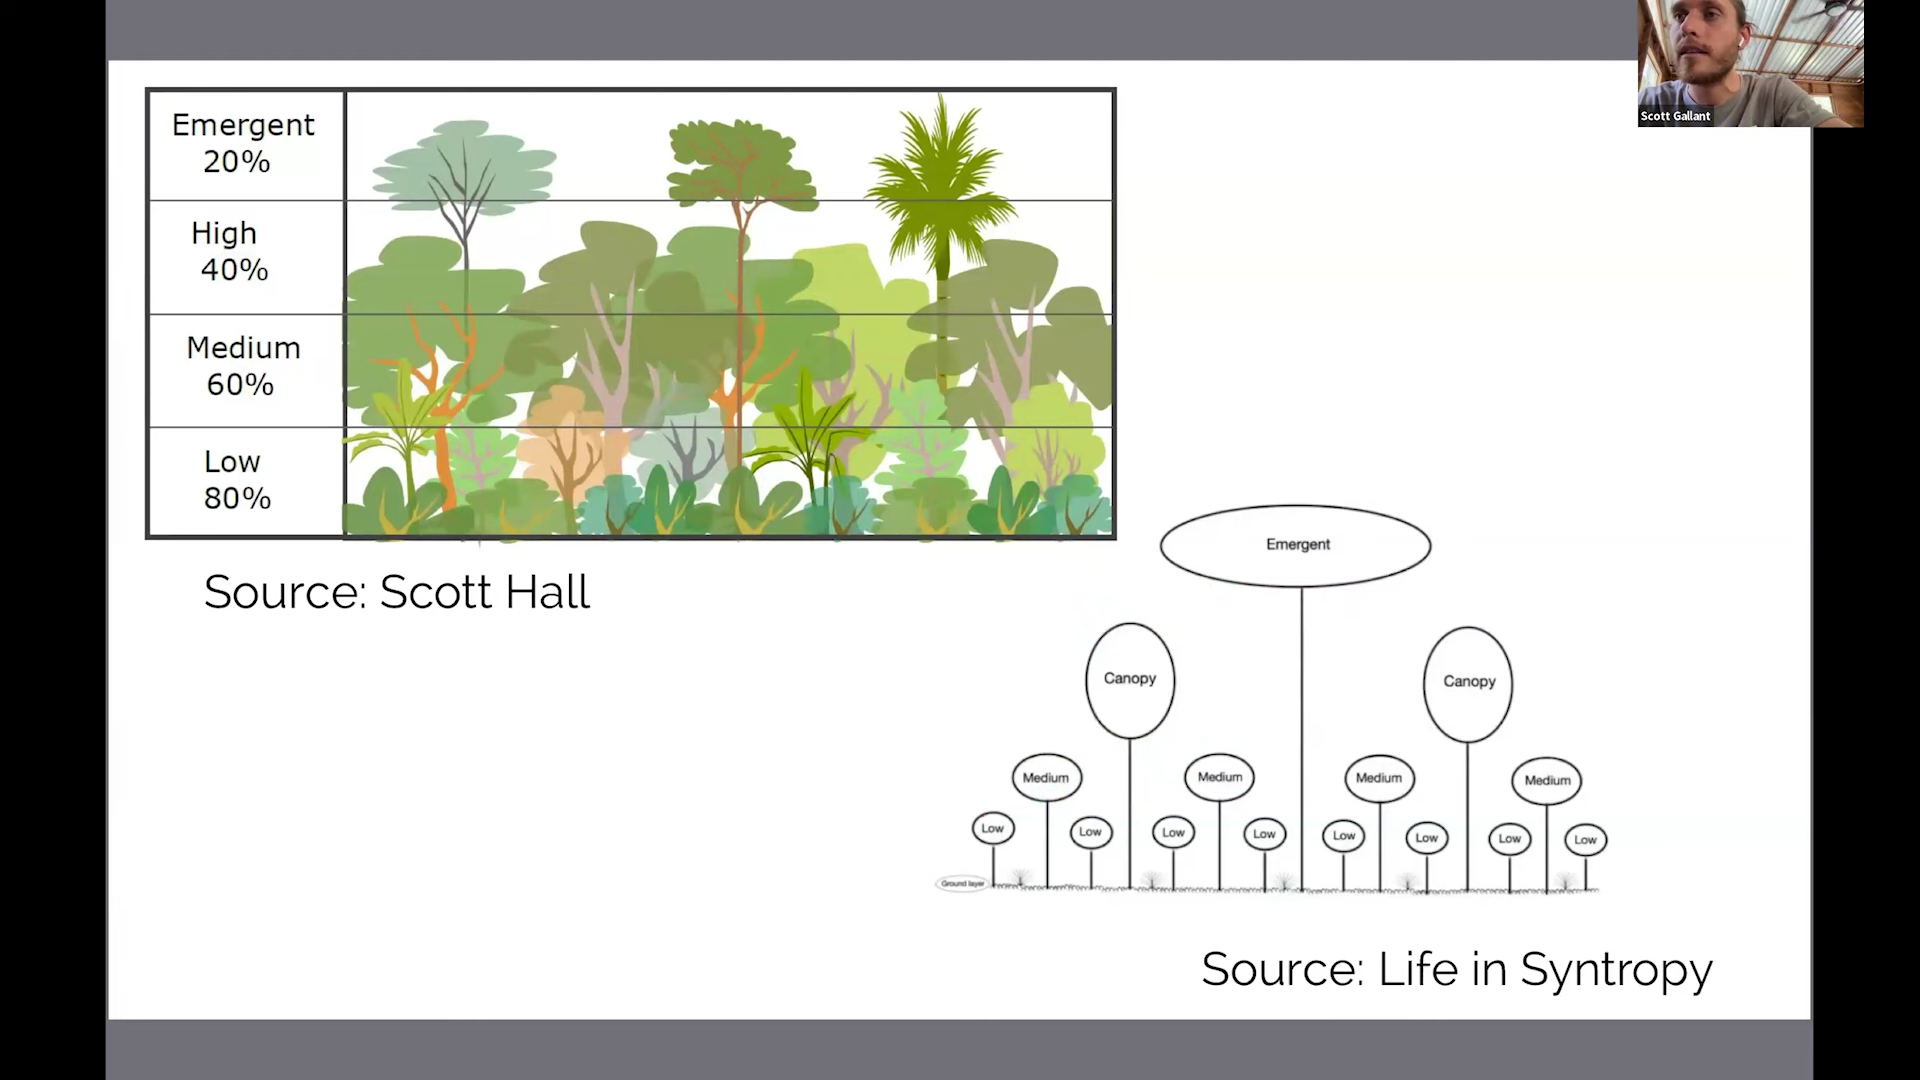 Scott Gallant
Emergent
20%
High
40%
Medium
60%
Low
80%
Source: Scott Hall
Emergent
Canopy
Canopy
Medium
Medium
Medium
Medium
Low
Low
Low
Low
Low
Low
Low
Low
Ground layer
Source: Life in Syntropy